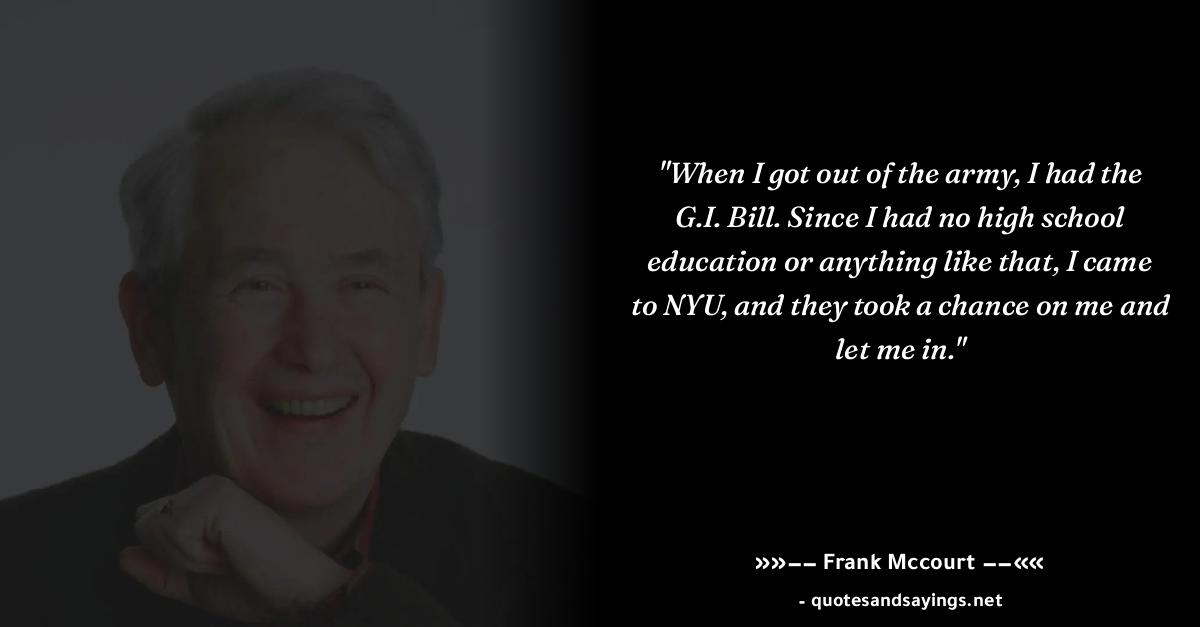 "When I got out of the army, I had the
G.I. Bill. Since I had no high school
education or anything like that, I came
to NYU, and they took a chance on me and
let me in."
»»−− Frank Mccourt −−««
- quotesandsayings.net